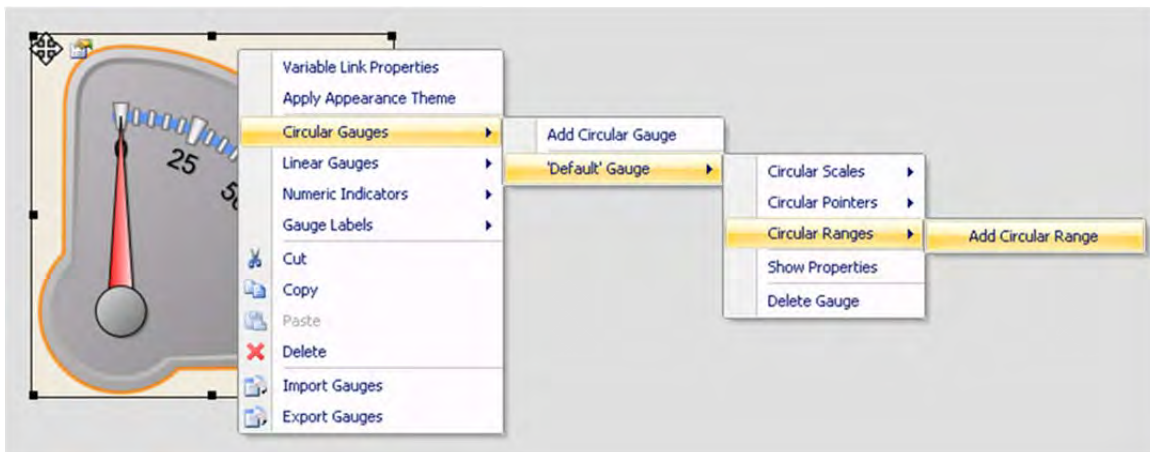 Variable Link Properties
Apply Appearance Theme
Circular Gauges
Linear Gauges
Numeric Indicators
Gauge Labels
Cut
Copy
Paste
Delete
Import Gauges
Export Gauges
Add Circular Gauge
'Default' Gauge
Circular Scales
Circular Pointers
Circular Ranges
Show Properties
Delete Gauge
Add Circular Range
0
25